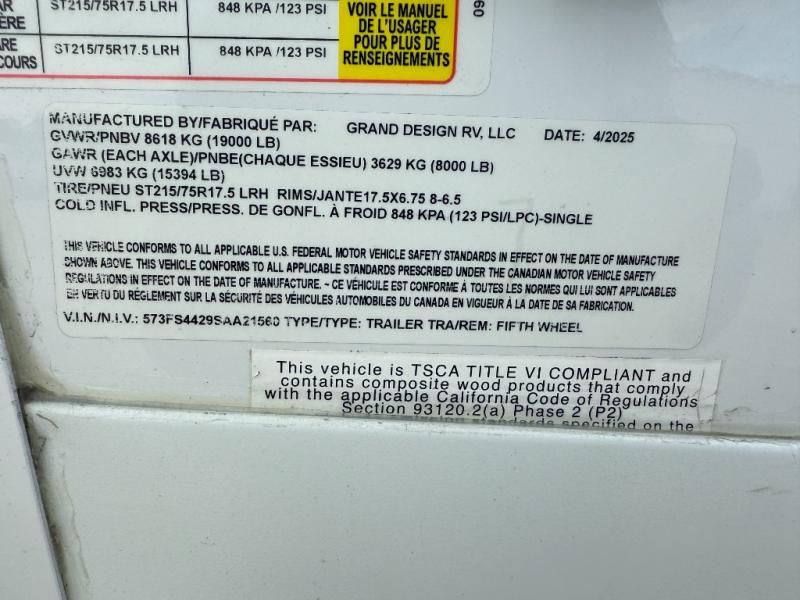 ST215/75R17.5 LRH 848 KPA /123 PSI
ST215/75R17.5 LRH 848 KPA /123 PSI
COURS
VOIR LE MANUEL
DE L'USAGER
POUR PLUS DE
RENSEIGNEMENTS
MANUFACTURED BY/FABRIQUÉ PAR: GRAND DESIGN RV, LLC DATE: 4/2025
GVWR/PNBV 8618 KG (19000 LB)
GAWR (EACH AXLE)/PNBE(CHAQUE ESSIEU) 3629 KG (8000 LB)
UVW 6983 KG (15394 LB)
TIRE/PNEU ST215/75R17.5 LRH RIMS/JANTE17.5X6.75 8-6.5
COLD INFL. PRESS/PRESS. DE GONFL. À FROID 848 KPA (123 PSI/LPC)-SINGLE
THIS VEHICLE CONFORMS TO ALL APPLICABLE U.S. FEDERAL MOTOR VEHICLE SAFETY STANDARDS IN EFFECT ON THE DATE OF MANUFACTURE
SHOWN ABOVE. THIS VEHICLE CONFORMS TO ALL APPLICABLE STANDARDS PRESCRIBED UNDER THE CANADIAN MOTOR VEHICLE SAFETY
REGULATIONS IN EFFECT ON THE DATE OF MANUFACTURE. ~ CE VÉHICULE EST CONFORME À TOUTES LES NORMES QUI LUI SONT APPLICABLES
EN VERTU DU RÉGLEMENT SUR LA SÉCURITÉ DES VÉHICULES AUTOMOBILES DU CANADA EN VIGUEUR À LA DATE DE SA FABRICATION.
V.I.N./N.I.V.: 573FS4429SAA21560 TYPE/TYPE: TRAILER TRA/REM: FIFTH WHEEL
This vehicle is TSCA TITLE VI COMPLIANT and
contains composite wood products that comply
with the applicable California Code of Regulations
Section 93120.2(a) Phase 2 (P2)
standards specified on the